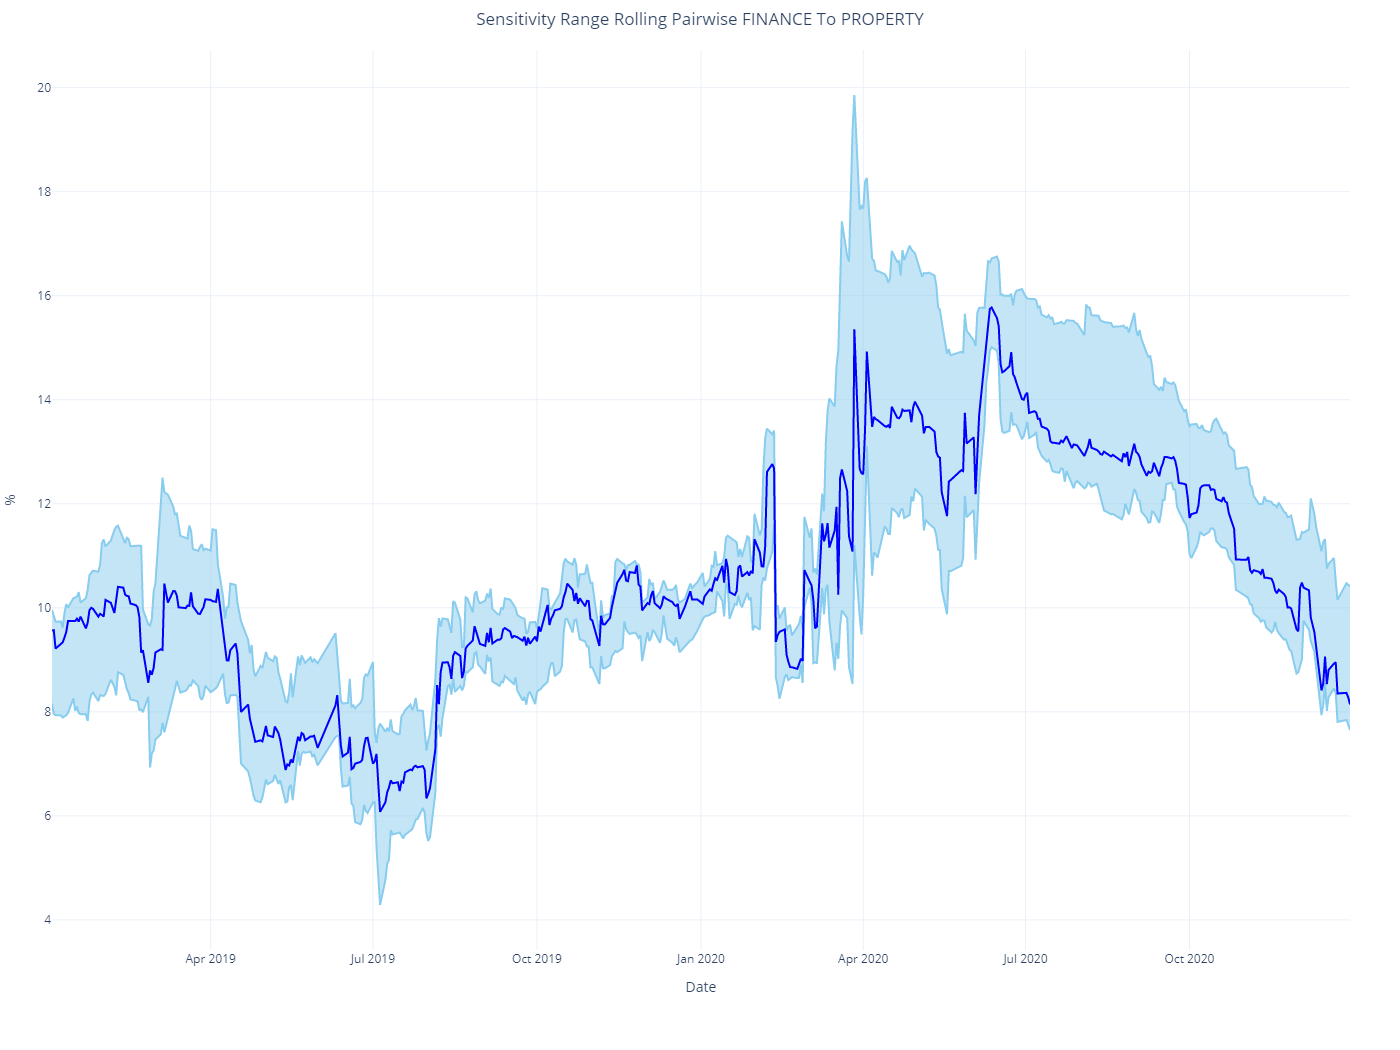 Sensitivity Range Rolling Pairwise FINANCE To PROPERTY
20
18
16
14
12
10
8
6
4
%
Apr 2019
Jul 2019
Oct 2019
Jan 2020
Apr 2020
Jul 2020
Oct 2020
Date